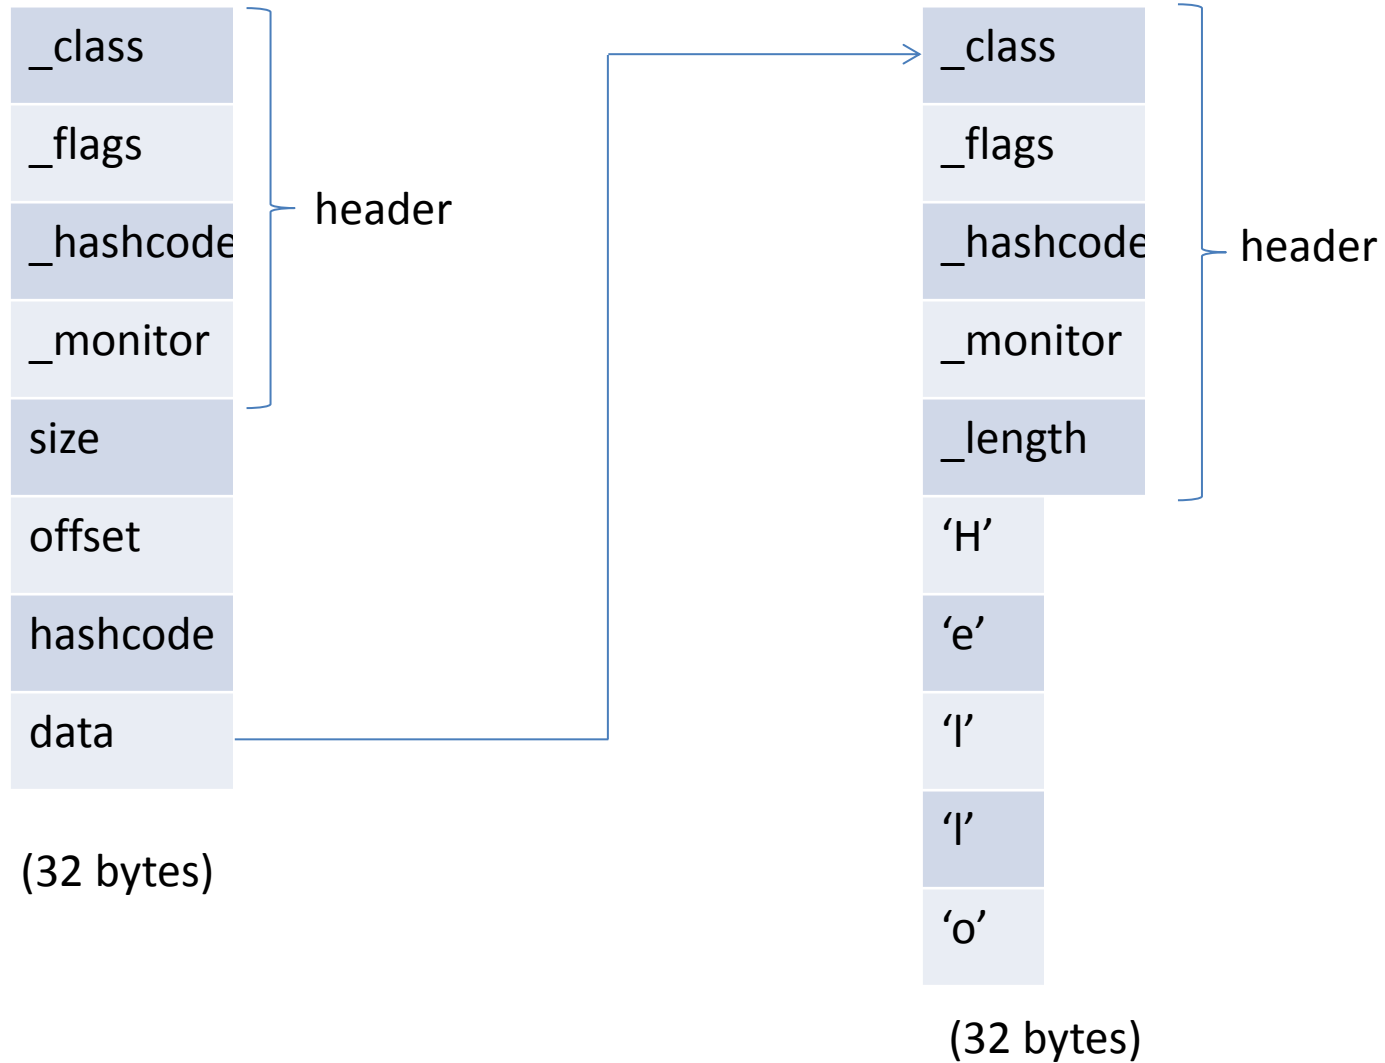 _class
_flags
_hashcode
_monitor
size
offset
hashcode
data
header
(32 bytes)
_class
_flags
_hashcode
_monitor
_length
‘H’
‘e’
‘l’
‘l’
‘o’
header
(32 bytes)